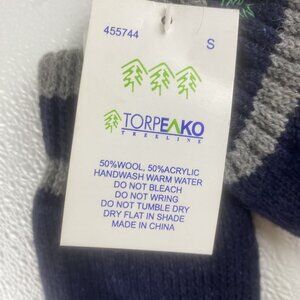 455744 S
TORPEAKO
TREELINE
50%WOOL, 50%ACRYLIC
HANDWASH WARM WATER
DO NOT BLEACH
DO NOT WRING
DO NOT TUMBLE DRY
DRY FLAT IN SHADE
MADE IN CHINA